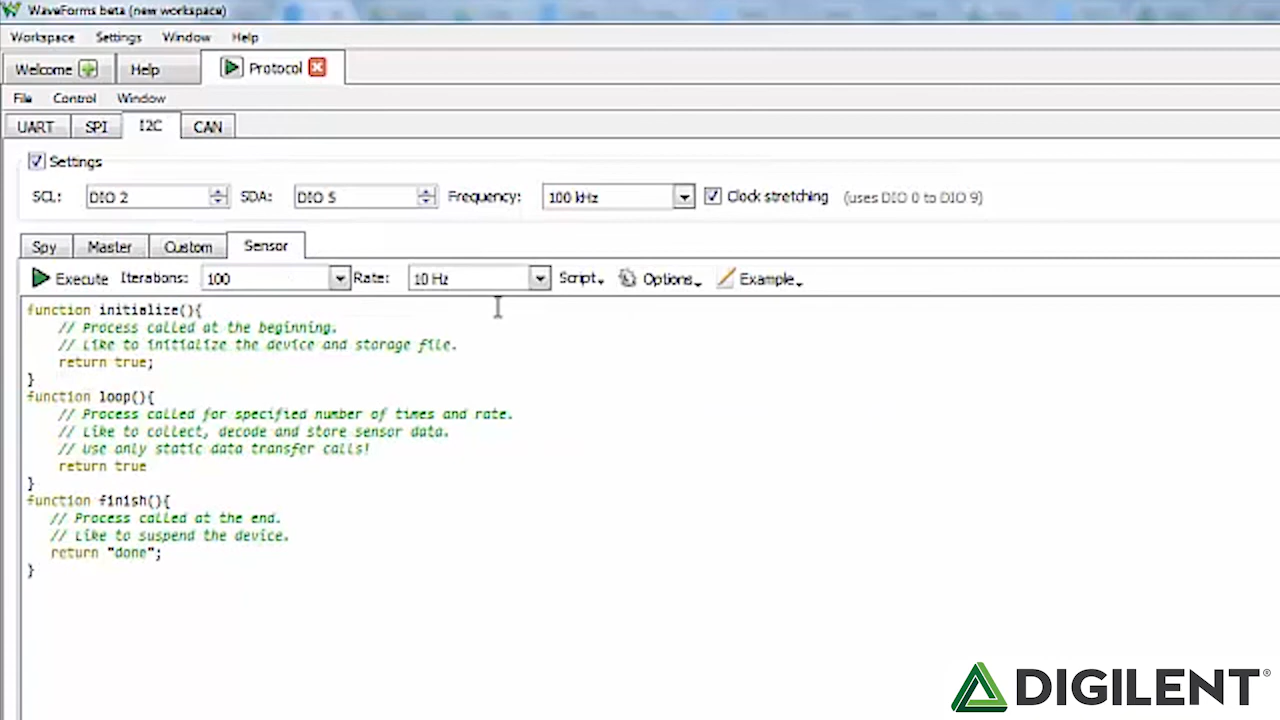 WaveForms beta (new workspace)
Workspace Settings Window Help
Welcome Help Protocol
File Control Window
UART SPI I2C CAN
Settings
SCL: DIO 2 SDA: DIO 5 Frequency: 100 kHz Clock stretching (uses DIO 0 to DIO 9)
Spy Master Custom Sensor
Execute Iterations: 100 Rate: 10 Hz Script Options Example
function initialize(){
// Process called at the beginning.
// Like to initialize the device and storage file.
return true;
}
function loop(){
// Process called for specified number of times and rate.
// Like to collect, decode and store sensor data.
// Use only static data transfer calls!
return true
}
function finish(){
// Process called at the end.
// Like to suspend the device.
return "done";
}
DIGILENT®